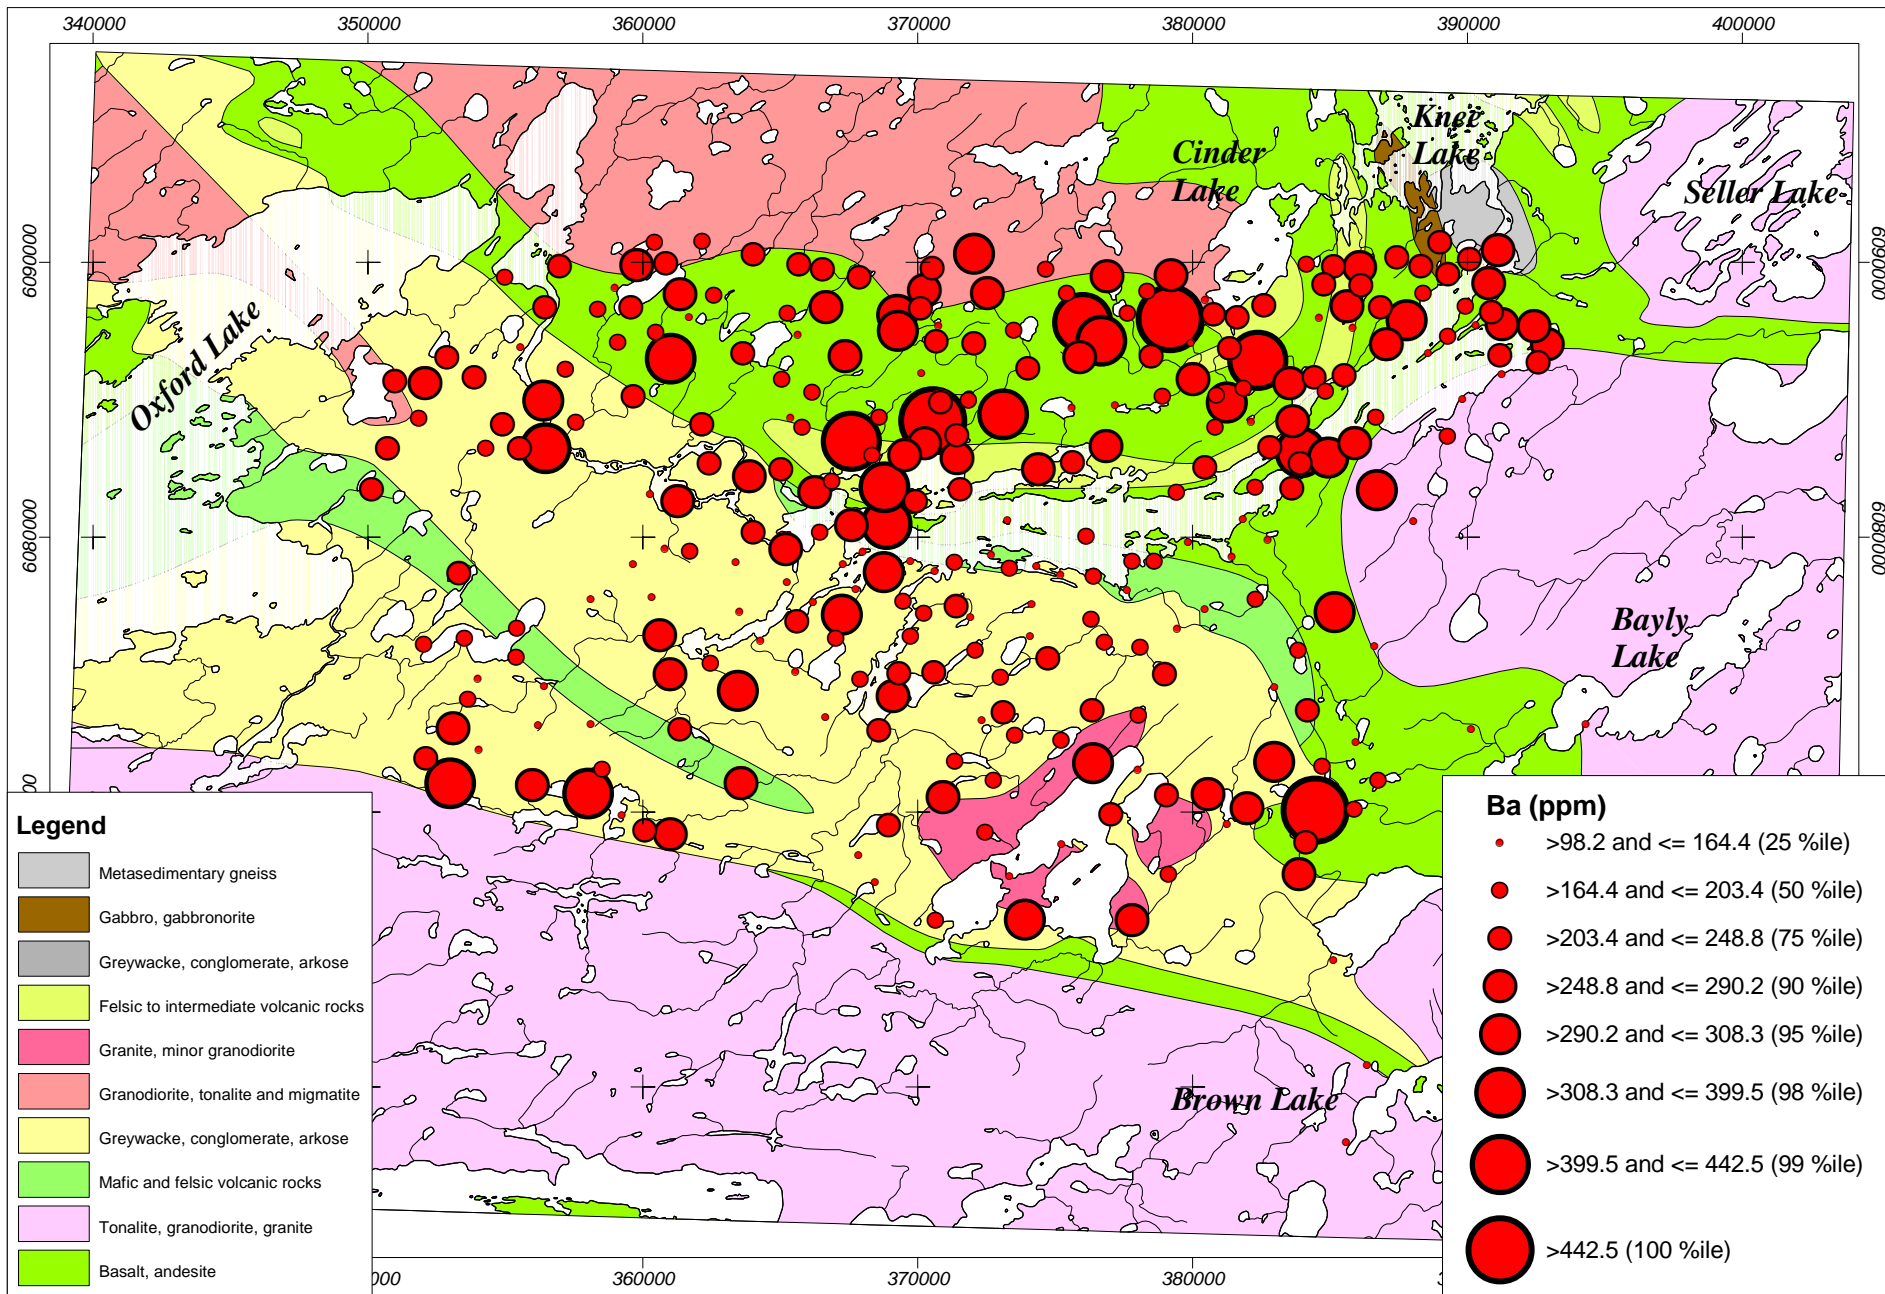 340000 350000 360000 370000 380000 390000 400000
Knee
Lake
Cinder
Lake
Seller Lake
6090000
6090000
Oxford Lake
6080000
6080000
Bayly
Lake
Brown Lake
Legend
Metasedimentary gneiss
Gabbro, gabbronorite
Greywacke, conglomerate, arkose
Felsic to intermediate volcanic rocks
Granite, minor granodiorite
Granodiorite, tonalite and migmatite
Greywacke, conglomerate, arkose
Mafic and felsic volcanic rocks
Tonalite, granodiorite, granite
Basalt, andesite
Ba (ppm)
>98.2 and <= 164.4 (25 %ile)
>164.4 and <= 203.4 (50 %ile)
>203.4 and <= 248.8 (75 %ile)
>248.8 and <= 290.2 (90 %ile)
>290.2 and <= 308.3 (95 %ile)
>308.3 and <= 399.5 (98 %ile)
>399.5 and <= 442.5 (99 %ile)
>442.5 (100 %ile)
360000 370000 380000